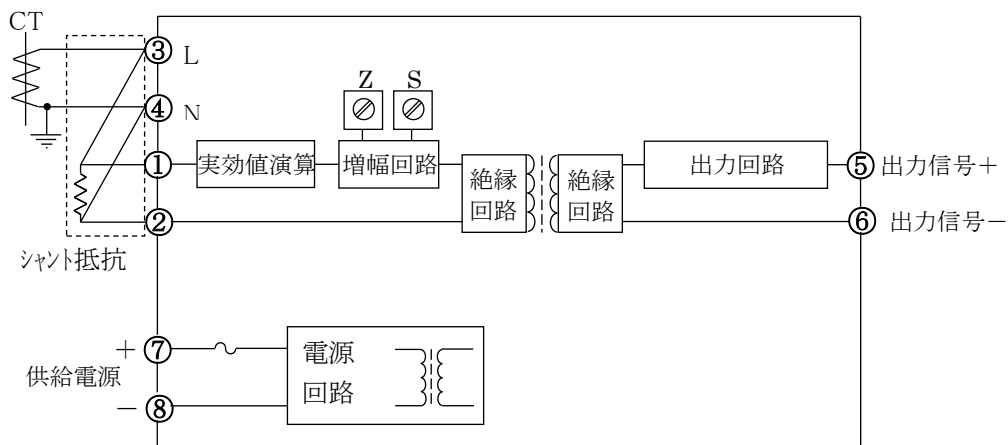 CT
③
L
④
N
Z
S
①
実効値演算
増幅回路
絶縁
回路
絶縁
回路
出力回路
⑤
出力信号＋
②
⑥
出力信号－
シャント抵抗
＋
⑦
供給電源
－
⑧
電源
回路